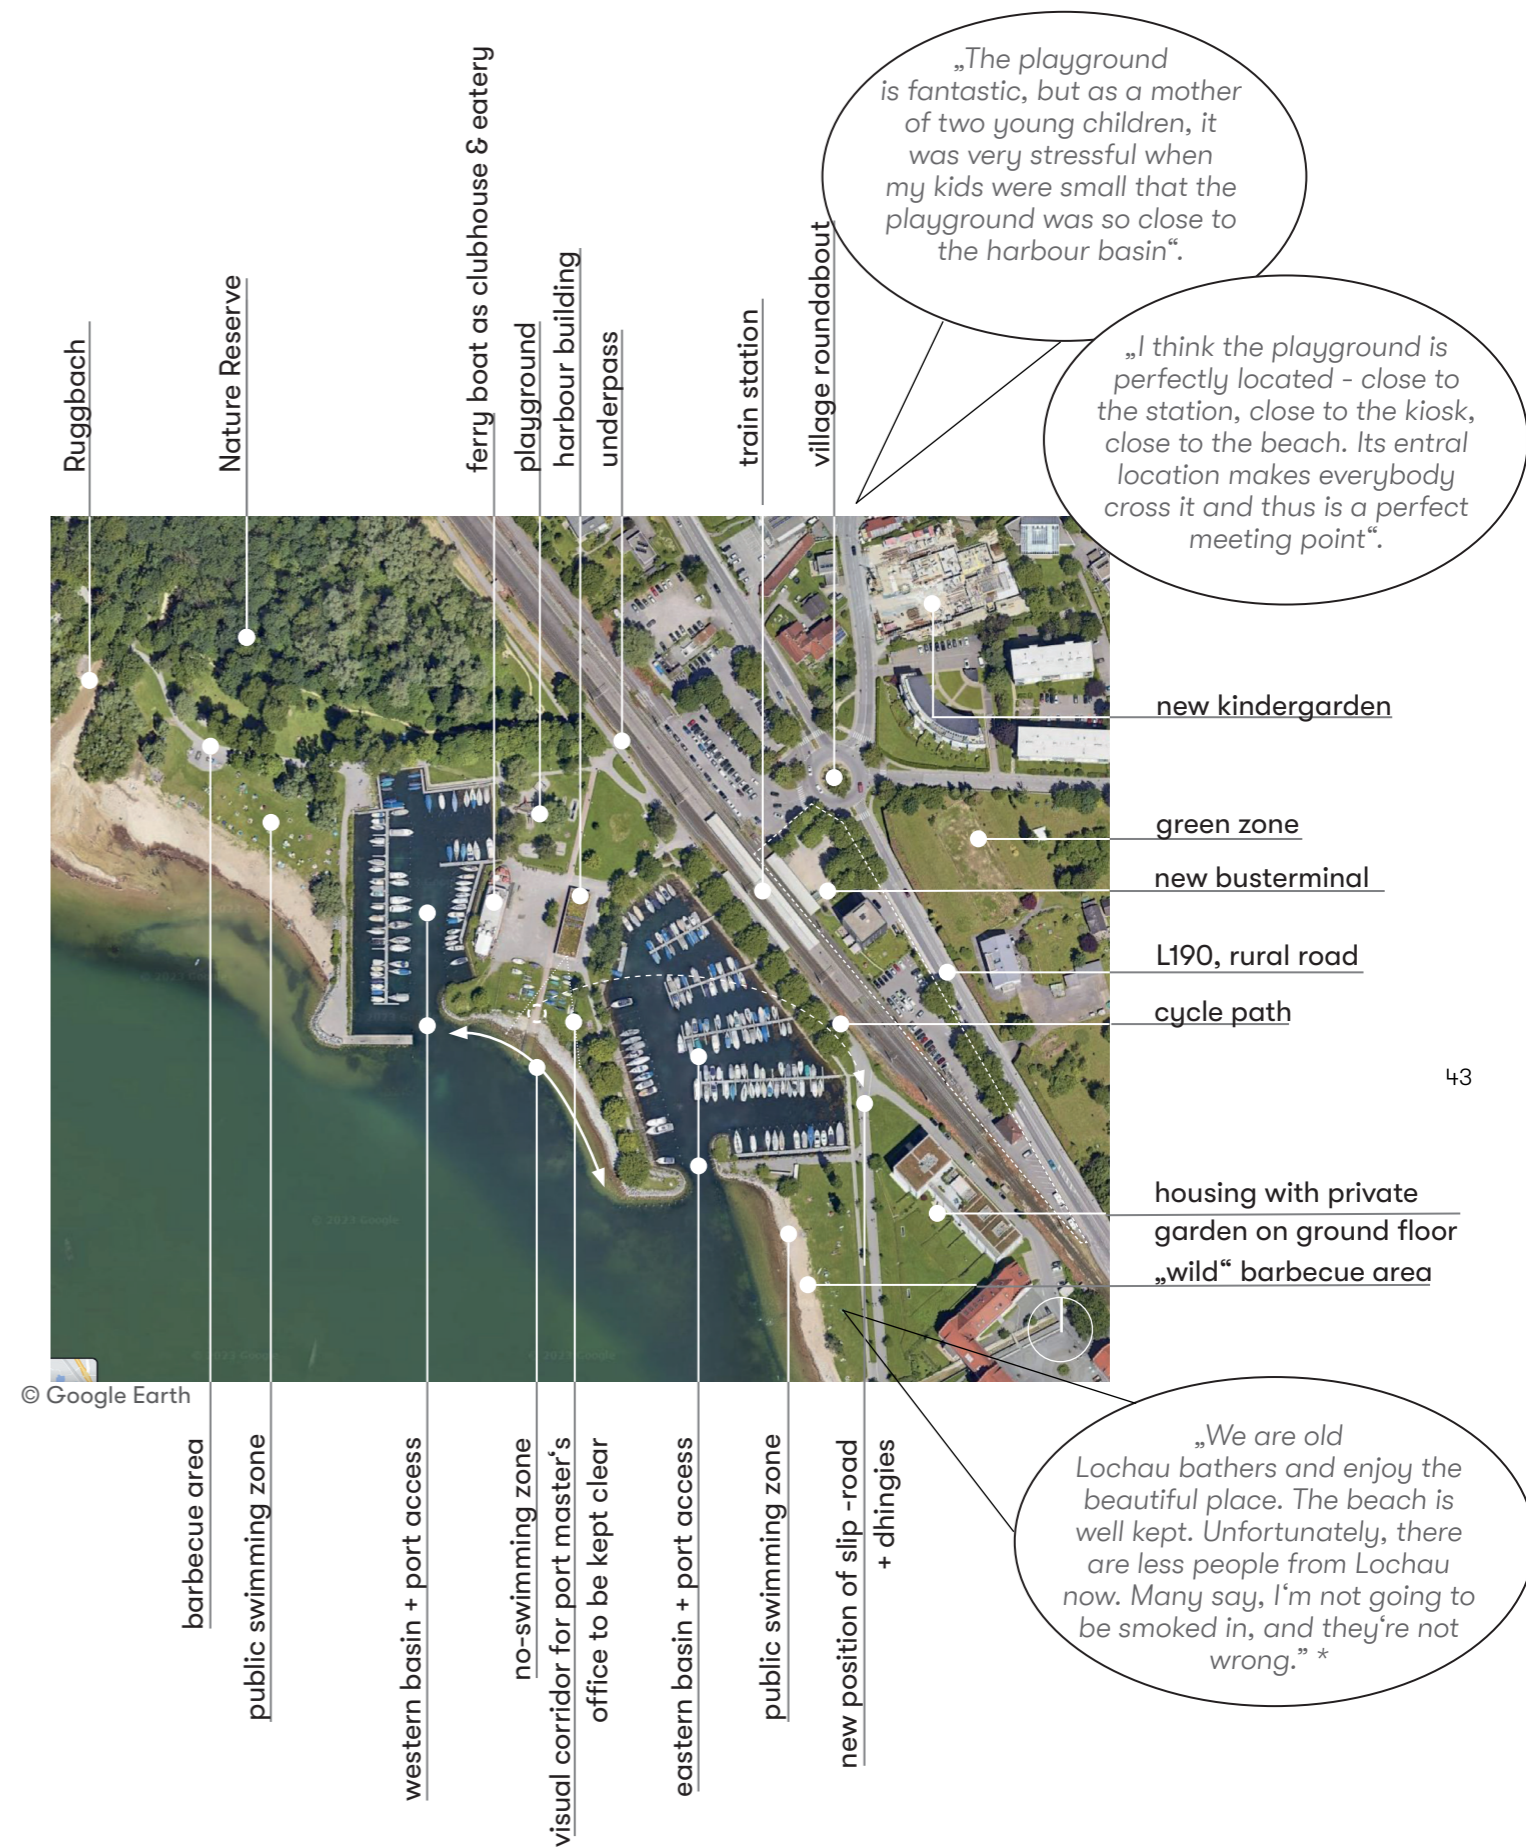 „The playground
is fantastic, but as a mother
of two young children, it
was very stressful when
my kids were small that the
playground was so close to
the harbour basin“.
„I think the playground is
perfectly located - close to
the station, close to the kiosk,
close to the beach. Its entral
location makes everybody
cross it and thus is a perfect
meeting point“.
Ruggbach
Nature Reserve
ferry boat as clubhouse & eatery
playground
harbour building
underpass
train station
village roundabout
new kindergarden
green zone
new busterminal
L190, rural road
cycle path
43
housing with private
garden on ground floor
„wild“ barbecue area
© 2023 Google
© 2023 Google
© 2023 Google
© Google Earth
barbecue area
public swimming zone
western basin + port access
no-swimming zone
visual corridor for port master‘s
office to be kept clear
eastern basin + port access
public swimming zone
new position of slip -road
+ dhingies
„We are old
Lochau bathers and enjoy the
beautiful place. The beach is
well kept. Unfortunately, there
are less people from Lochau
now. Many say, I‘m not going to
be smoked in, and they‘re not
wrong.” *